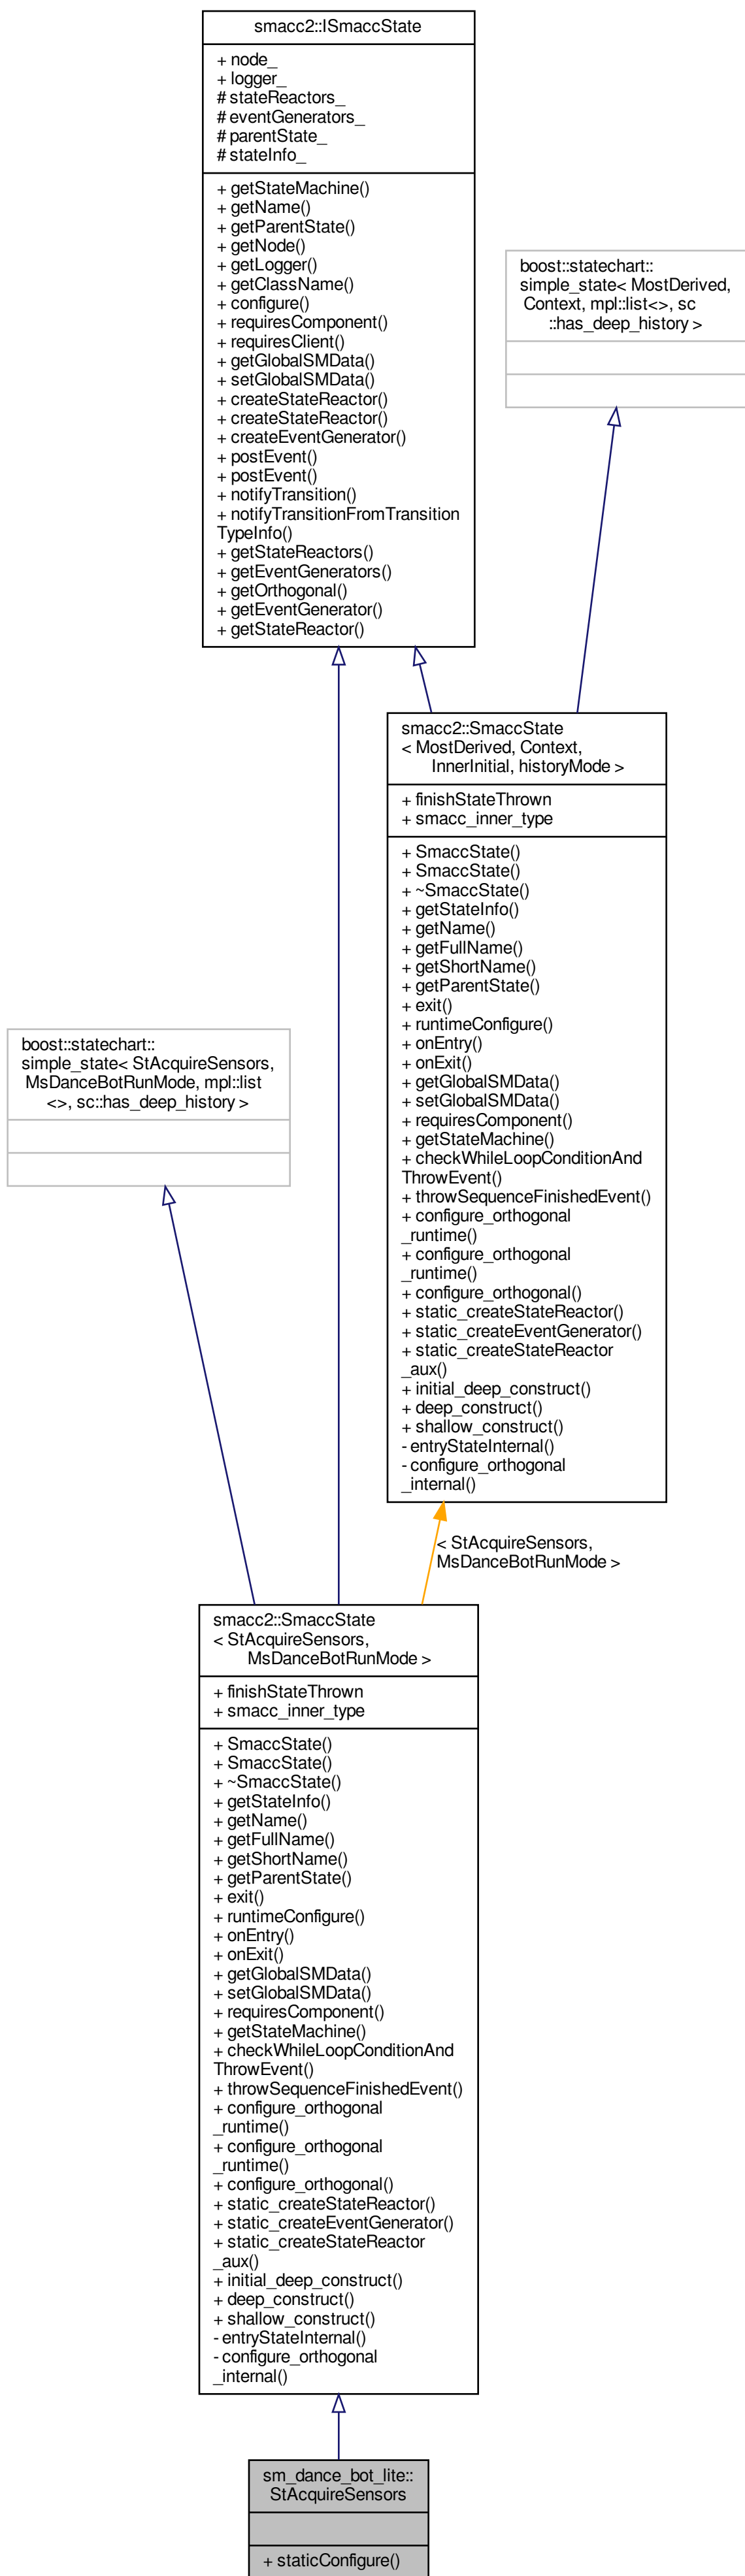 smacc2::ISmaccState
+ node_
+ logger_
# stateReactors_
# eventGenerators_
# parentState_
# stateInfo_
+ getStateMachine()
+ getName()
+ getParentState()
+ getNode()
+ getLogger()
+ getClassName()
+ configure()
+ requiresComponent()
+ requiresClient()
+ getGlobalSMData()
+ setGlobalSMData()
+ createStateReactor()
+ createStateReactor()
+ createEventGenerator()
+ postEvent()
+ postEvent()
+ notifyTransition()
+ notifyTransitionFromTransition
TypeInfo()
+ getStateReactors()
+ getEventGenerators()
+ getOrthogonal()
+ getEventGenerator()
+ getStateReactor()
boost::statechart::
simple_state< MostDerived,
Context, mpl::list<>, sc
::has_deep_history >
smacc2::SmaccState
< MostDerived, Context,
InnerInitial, historyMode >
+ finishStateThrown
+ smacc_inner_type
+ SmaccState()
+ SmaccState()
+ ~SmaccState()
+ getStateInfo()
+ getName()
+ getFullName()
+ getShortName()
+ getParentState()
+ exit()
+ runtimeConfigure()
+ onEntry()
+ onExit()
+ getGlobalSMData()
+ setGlobalSMData()
+ requiresComponent()
+ getStateMachine()
+ checkWhileLoopConditionAnd
ThrowEvent()
+ throwSequenceFinishedEvent()
+ configure_orthogonal
_runtime()
+ configure_orthogonal
_runtime()
+ configure_orthogonal()
+ static_createStateReactor()
+ static_createEventGenerator()
+ static_createStateReactor
_aux()
+ initial_deep_construct()
+ deep_construct()
+ shallow_construct()
- entryStateInternal()
- configure_orthogonal
_internal()
boost::statechart::
simple_state< StAcquireSensors,
MsDanceBotRunMode, mpl::list
<>, sc::has_deep_history >
< StAcquireSensors,
MsDanceBotRunMode >
smacc2::SmaccState
< StAcquireSensors,
MsDanceBotRunMode >
+ finishStateThrown
+ smacc_inner_type
+ SmaccState()
+ SmaccState()
+ ~SmaccState()
+ getStateInfo()
+ getName()
+ getFullName()
+ getShortName()
+ getParentState()
+ exit()
+ runtimeConfigure()
+ onEntry()
+ onExit()
+ getGlobalSMData()
+ setGlobalSMData()
+ requiresComponent()
+ getStateMachine()
+ checkWhileLoopConditionAnd
ThrowEvent()
+ throwSequenceFinishedEvent()
+ configure_orthogonal
_runtime()
+ configure_orthogonal
_runtime()
+ configure_orthogonal()
+ static_createStateReactor()
+ static_createEventGenerator()
+ static_createStateReactor
_aux()
+ initial_deep_construct()
+ deep_construct()
+ shallow_construct()
- entryStateInternal()
- configure_orthogonal
_internal()
sm_dance_bot_lite::
StAcquireSensors
+ staticConfigure()